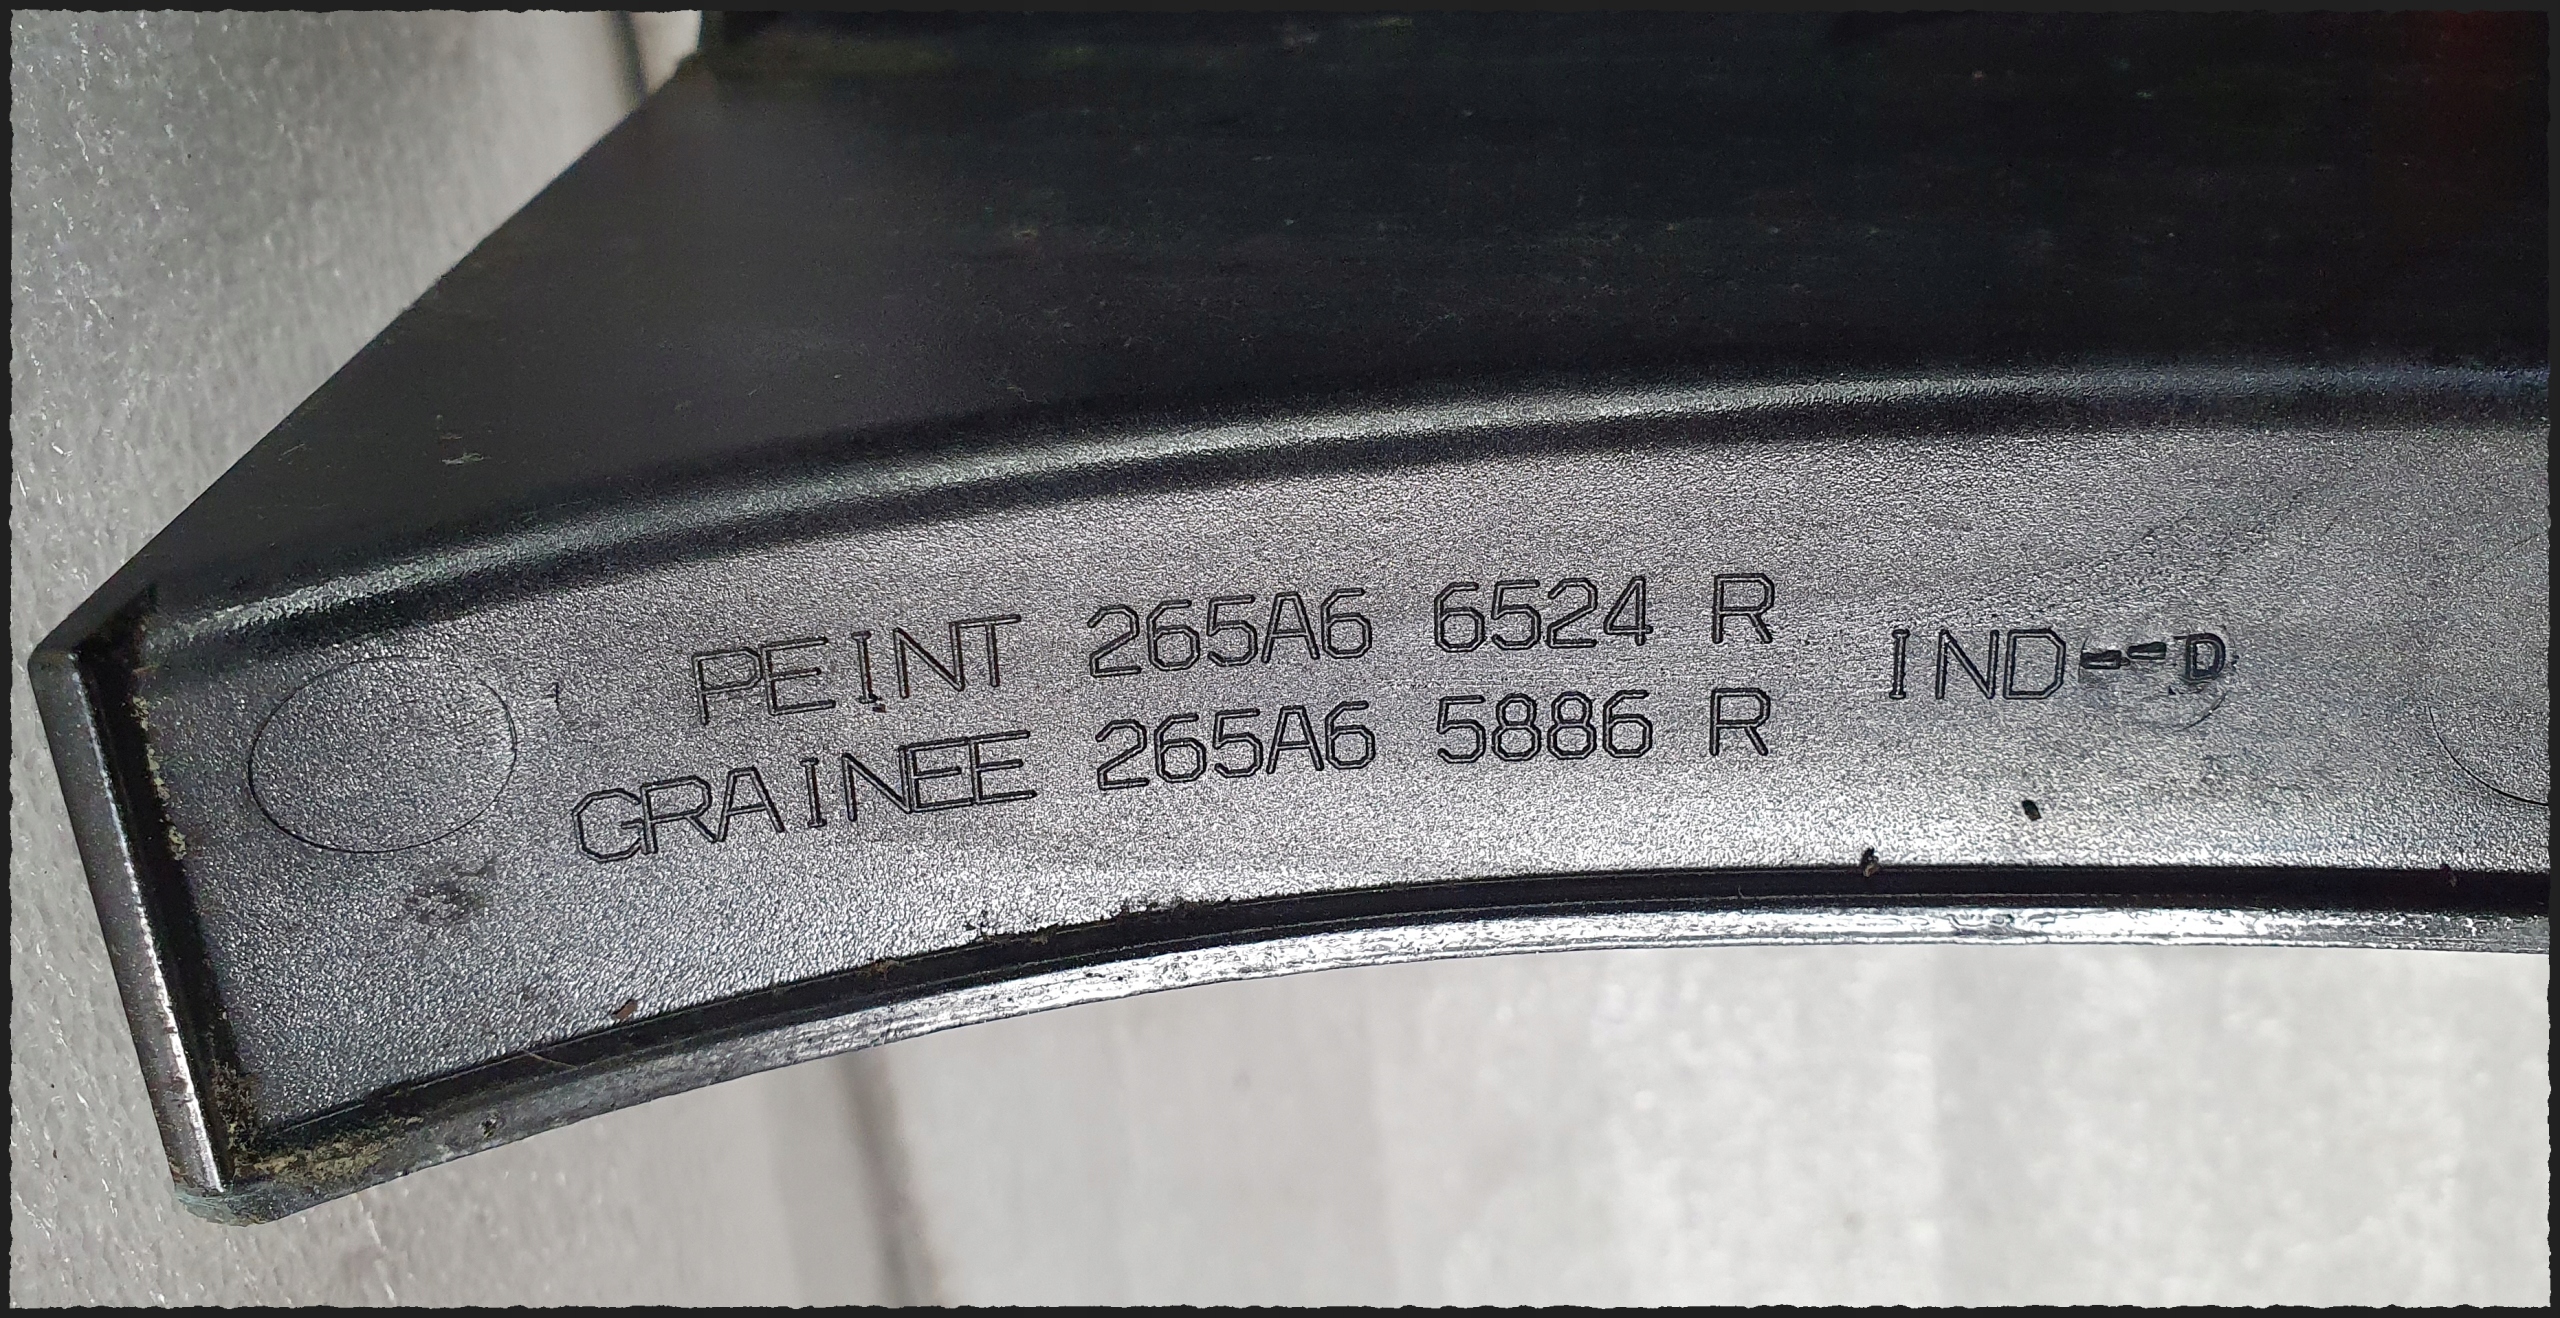 PEINT 265A6 6524 R
GRAINEE 265A6 5886 R
IND--D